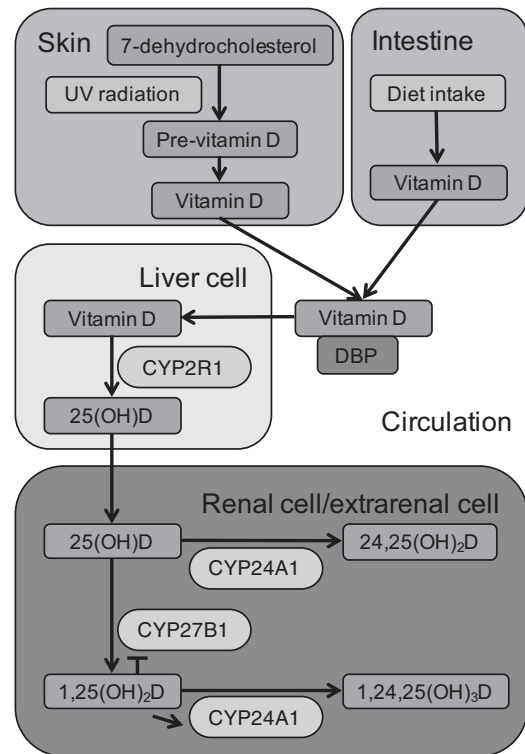 Skin
7-dehydrocholesterol
UV radiation
Pre-vitamin D
Vitamin D
Intestine
Diet intake
Vitamin D
Liver cell
Vitamin D
CYP2R1
25(OH)D
Vitamin D
DBP
Circulation
Renal cell/extrarenal cell
25(OH)D
CYP24A1
24,25(OH)₂D
CYP27B1
1,25(OH)₂D
CYP24A1
1,24,25(OH)₃D